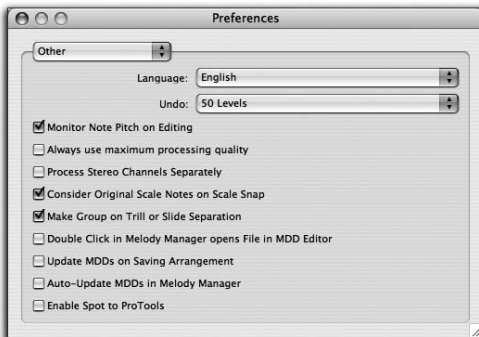 Preferences
Other
Language: English
Undo: 50 Levels
Monitor Note Pitch on Editing
Always use maximum processing quality
Process Stereo Channels Separately
Consider Original Scale Notes on Scale Snap
Make Group on Trill or Slide Separation
Double Click in Melody Manager opens File in MDD Editor
Update MDDs on Saving Arrangement
Auto-Update MDDs in Melody Manager
Enable Spot to ProTools